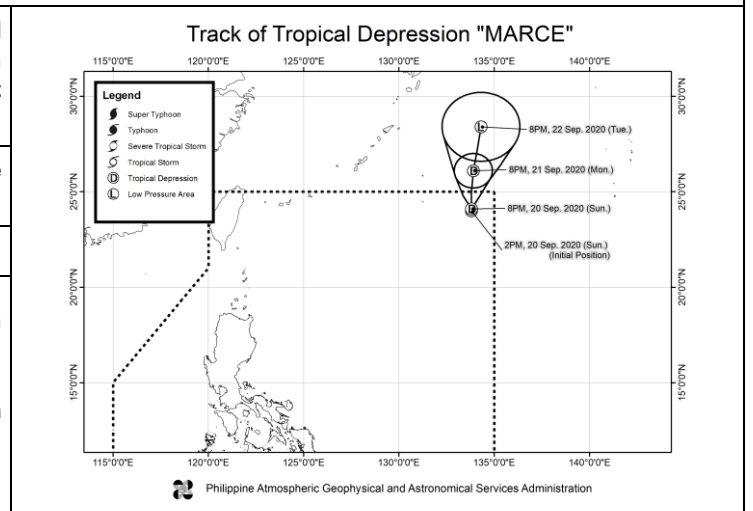 Track of Tropical Depression "MARCE"
115°0'0"E 120°0'0"E 125°0'0"E 130°0'0"E 135°0'0"E 140°0'0"E
30°0'0"N 30°0'0"N
Legend
Super Typhoon
Typhoon
Severe Tropical Storm
Tropical Storm
D Tropical Depression
L Low Pressure Area
L 8PM, 22 Sep. 2020 (Tue.)
D 8PM, 21 Sep. 2020 (Mon.)
25°0'0"N 25°0'0"N
D 8PM, 20 Sep. 2020 (Sun.)
2PM, 20 Sep. 2020 (Sun.)
(Initial Position)
20°0'0"N 20°0'0"N
15°0'0"N 15°0'0"N
115°0'0"E 120°0'0"E 125°0'0"E 130°0'0"E 135°0'0"E 140°0'0"E
Philippine Atmospheric Geophysical and Astronomical Services Administration